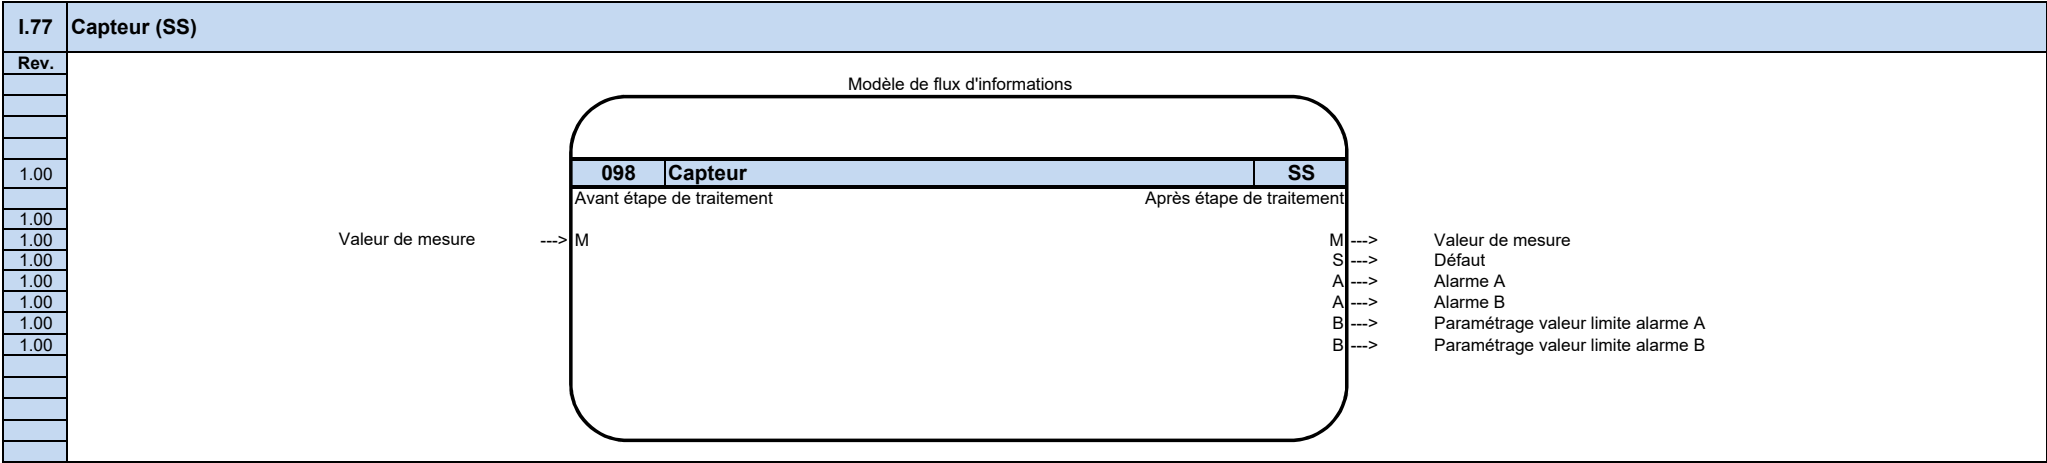 I.77 Capteur (SS)
Rev.
Modèle de flux d'informations
1.00 098 Capteur SS
Avant étape de traitement Après étape de traitement
1.00
1.00 Valeur de mesure ---> M M ---> Valeur de mesure
1.00 S ---> Défaut
1.00 A ---> Alarme A
1.00 A ---> Alarme B
1.00 B ---> Paramétrage valeur limite alarme A
1.00 B ---> Paramétrage valeur limite alarme B